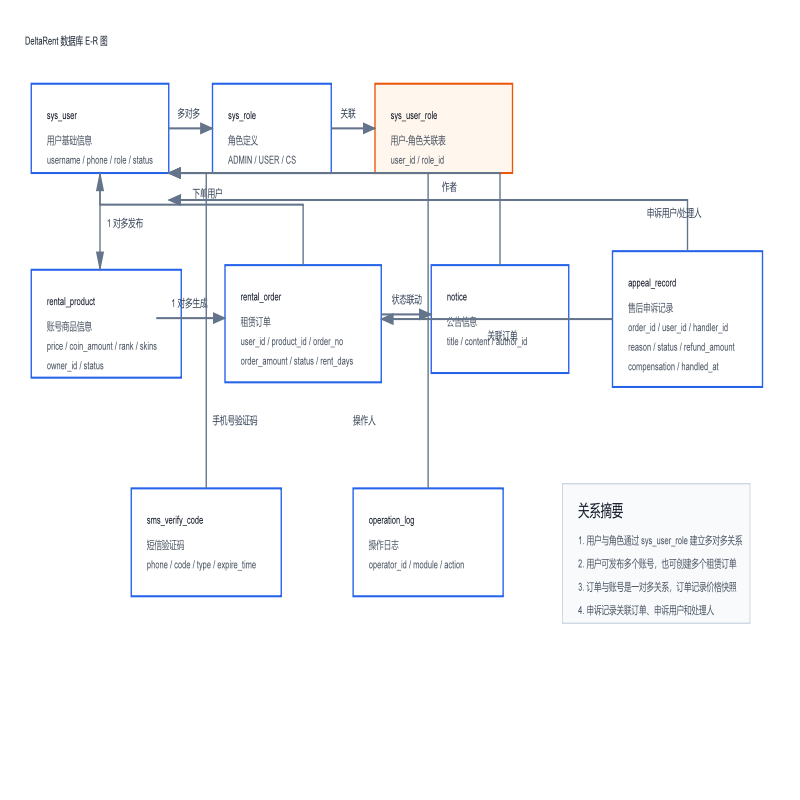 DeltaRent 数据库 E-R 图
sys_user
用户基础信息
username / phone / role / status
多对多
sys_role
角色定义
ADMIN / USER / CS
关联
sys_user_role
用户-角色关联表
user_id / role_id
下单用户
作者
申诉用户/处理人
1 对多发布
rental_product
账号商品信息
price / coin_amount / rank / skins
owner_id / status
1 对多生成
rental_order
租赁订单
user_id / product_id / order_no
order_amount / status / rent_days
状态联动
notice
公告信息
title / content / author_id
关联订单
appeal_record
售后申诉记录
order_id / user_id / handler_id
reason / status / refund_amount
compensation / handled_at
手机号验证码
操作人
sms_verify_code
短信验证码
phone / code / type / expire_time
operation_log
操作日志
operator_id / module / action
关系摘要
1. 用户与角色通过 sys_user_role 建立多对多关系
2. 用户可发布多个账号，也可创建多个租赁订单
3. 订单与账号是一对多关系，订单记录价格快照
4. 申诉记录关联订单、申诉用户和处理人